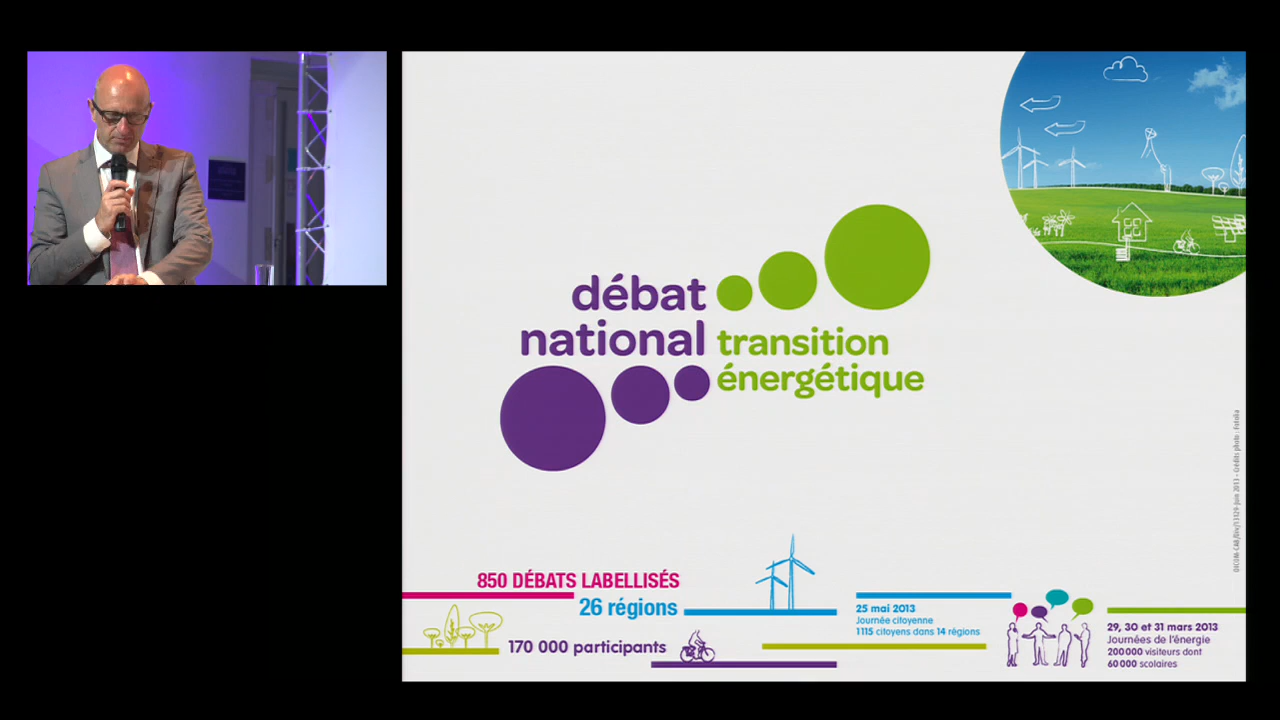 débat
national
transition
énergétique
850 DÉBATS LABELLISÉS
26 régions
170 000 participants
25 mai 2013
Journée citoyenne
1115 citoyens dans 14 régions
29, 30 et 31 mars 2013
Journées de l'énergie
200 000 visiteurs dont
60 000 scolaires